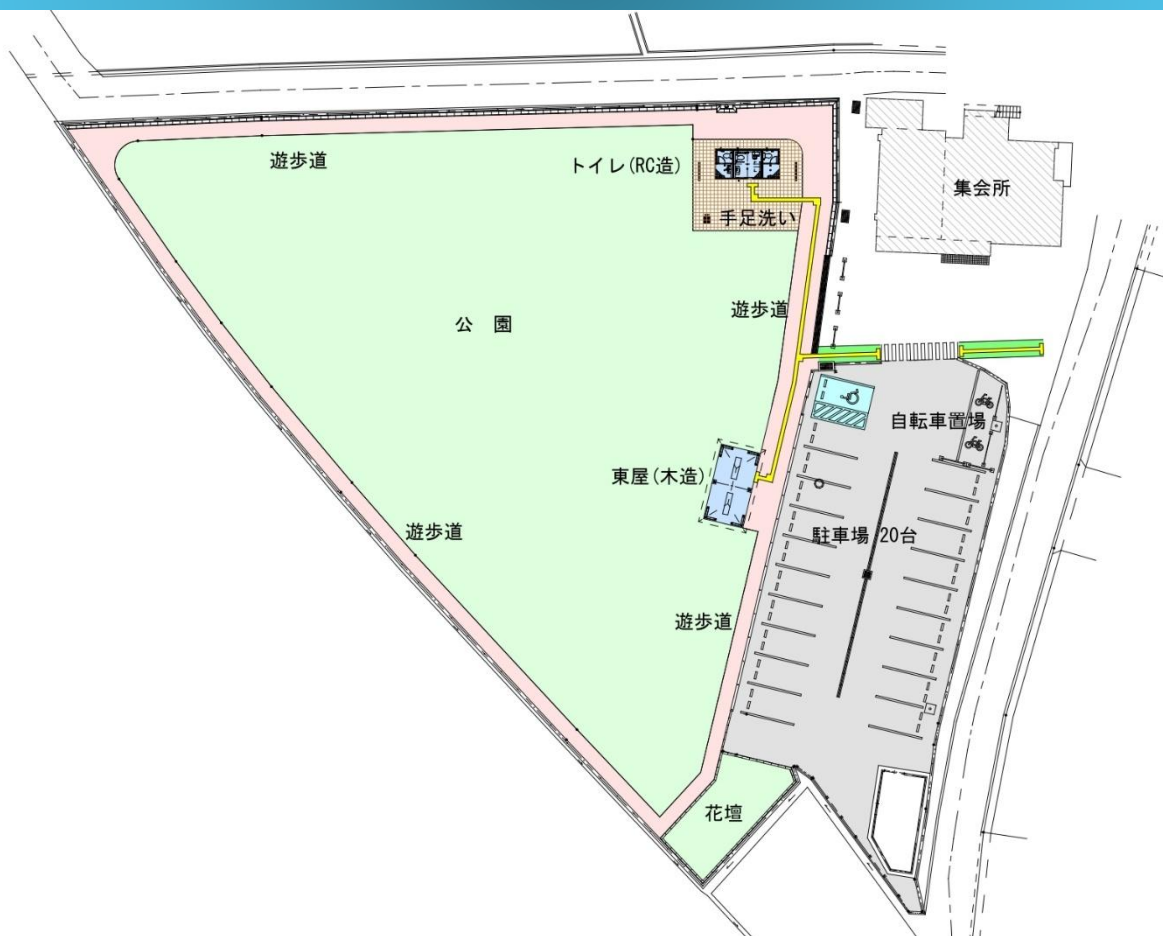 遊歩道
トイレ(RC造)
集会所
手足洗い
遊歩道
公 園
自転車置場
東屋(木造)
遊歩道
駐車場 20台
遊歩道
花壇